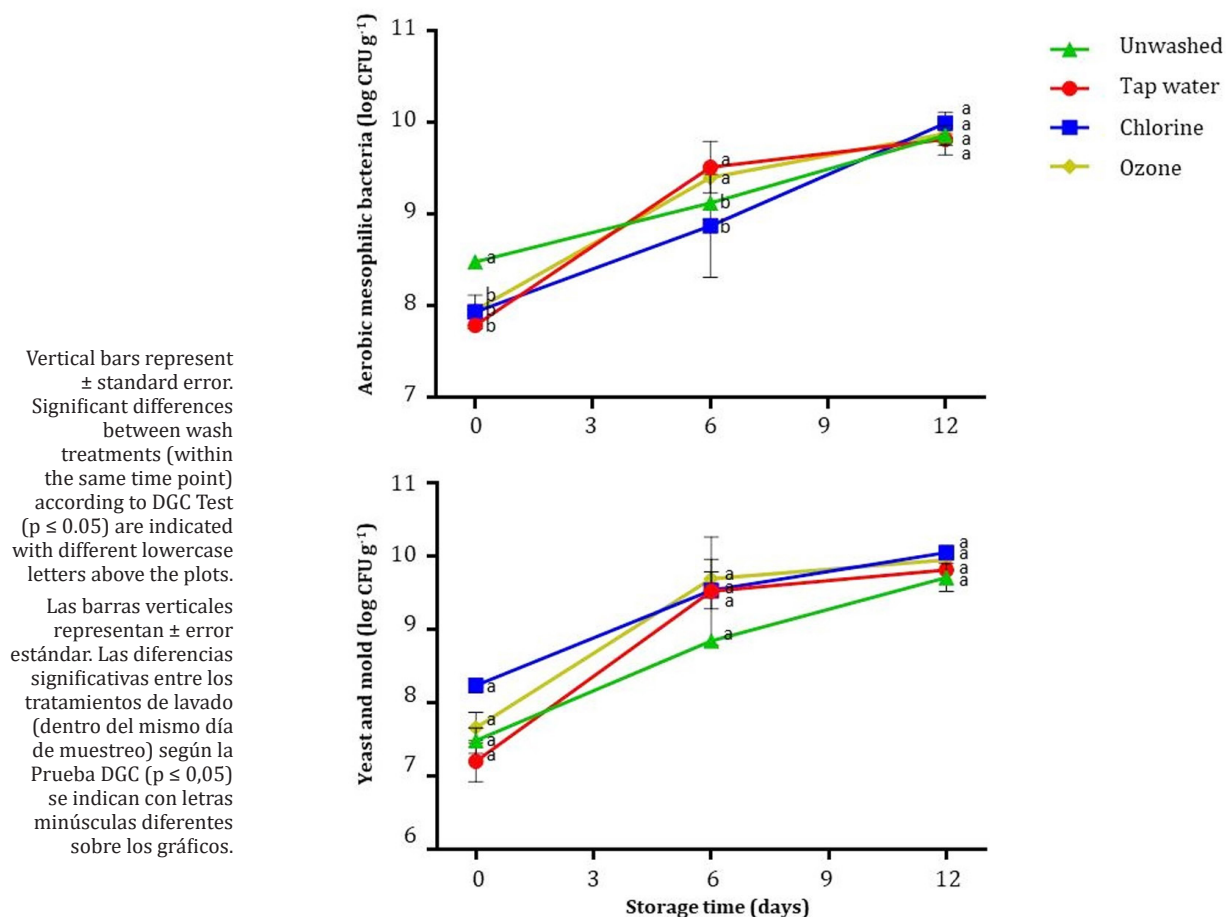 Vertical bars represent
± standard error.
Significant differences
between wash
treatments (within
the same time point)
according to DGC Test
(p ≤ 0.05) are indicated
with different lowercase
letters above the plots.
Las barras verticales
representan ± error
estándar. Las diferencias
significativas entre los
tratamientos de lavado
(dentro del mismo día
de muestreo) según la
Prueba DGC (p ≤ 0,05)
se indican con letras
minúsculas diferentes
sobre los gráficos.
Aerobic mesophilic bacteria (log CFU g⁻¹)
11
10
9
8
7
a
b
b
b
a
a
b
b
a
a
a
a
0 3 6 9 12
Unwashed
Tap water
Chlorine
Ozone
Yeast and mold (log CFU g⁻¹)
11
10
9
8
7
6
a
a
a
a
a
a
a
a
a
a
a
a
0 3 6 9 12
Storage time (days)